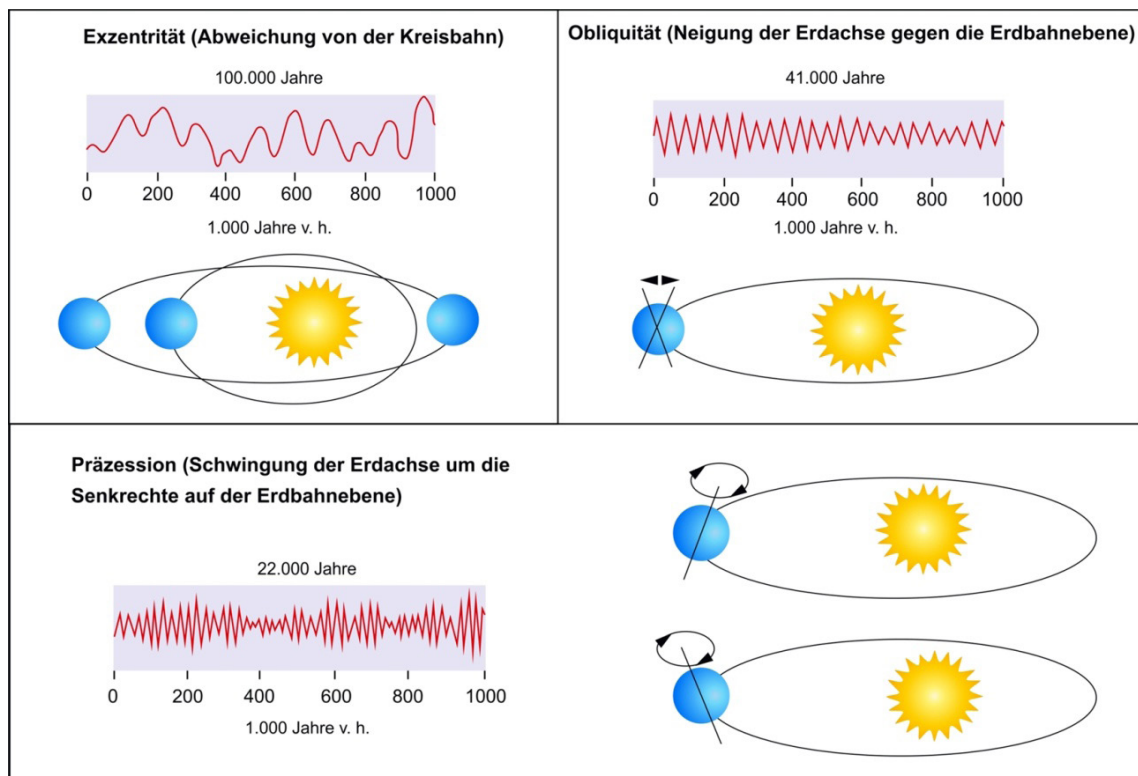 Exzentrität (Abweichung von der Kreisbahn)
100.000 Jahre
0 200 400 600 800 1000
1.000 Jahre v. h.
Obliquität (Neigung der Erdachse gegen die Erdbahnebene)
41.000 Jahre
0 200 400 600 800 1000
1.000 Jahre v. h.
Präzession (Schwingung der Erdachse um die
Senkrechte auf der Erdbahnebene)
22.000 Jahre
0 200 400 600 800 1000
1.000 Jahre v. h.